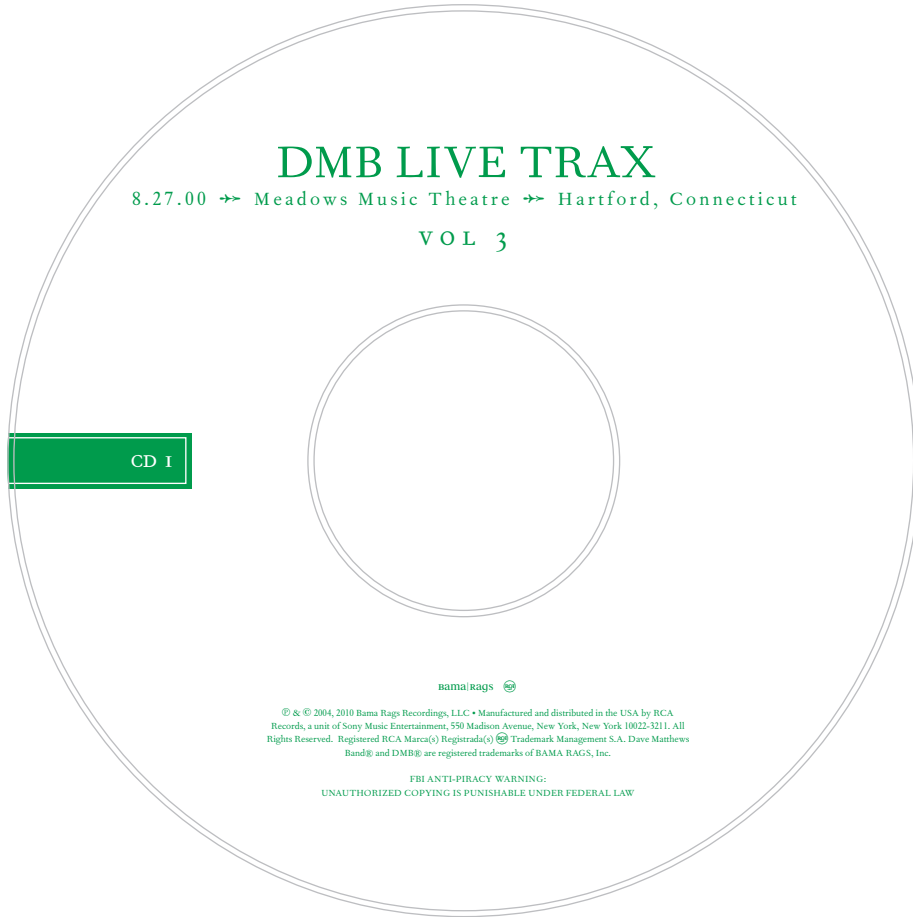 DMB LIVE TRAX
8.27.00 ➳ Meadows Music Theatre ➳ Hartford, Connecticut
VOL 3
CD 1
Bama|Rags RCA
℗ & © 2004, 2010 Bama Rags Recordings, LLC • Manufactured and distributed in the USA by RCA
Records, a unit of Sony Music Entertainment, 550 Madison Avenue, New York, New York 10022-3211. All
Rights Reserved. Registered RCA Marca(s) Registrada(s) RCA Trademark Management S.A. Dave Matthews
Band® and DMB® are registered trademarks of BAMA RAGS, Inc.
FBI ANTI-PIRACY WARNING:
UNAUTHORIZED COPYING IS PUNISHABLE UNDER FEDERAL LAW